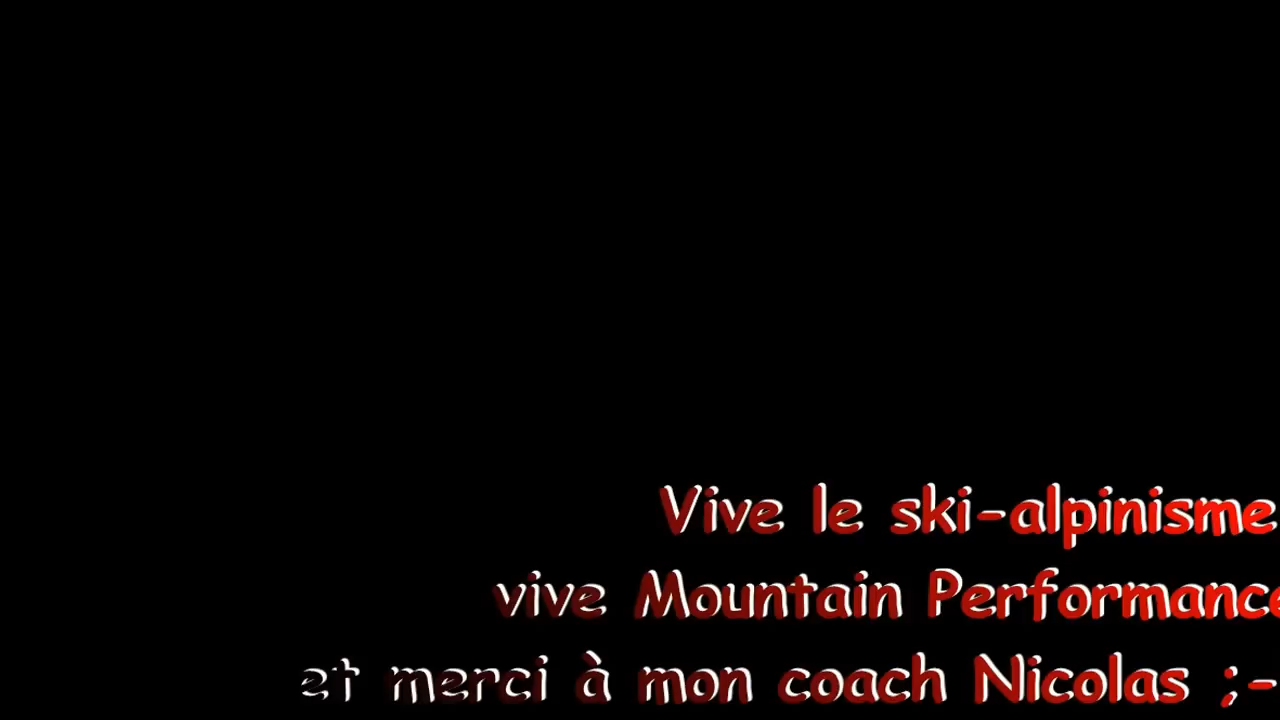 Vive le ski-alpinisme
vive Mountain Performance
et merci à mon coach Nicolas ;-